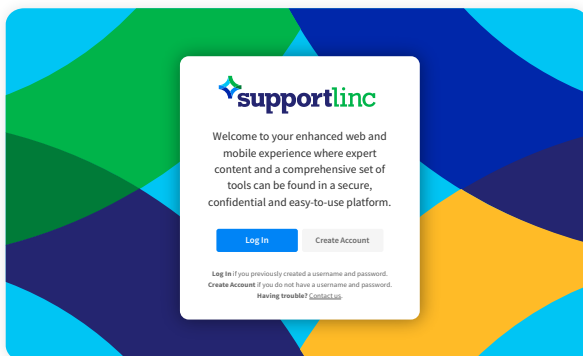 supportlinc
Welcome to your enhanced web and
mobile experience where expert
content and a comprehensive set of
tools can be found in a secure,
confidential and easy-to-use platform.
Log In Create Account
Log In if you previously created a username and password.
Create Account if you do not have a username and password.
Having trouble? Contact us.